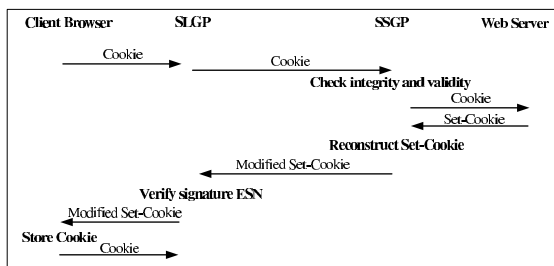 Client Browser SLGP SSGP Web Server
Cookie
Cookie
Check integrity and validity
Cookie
Set-Cookie
Reconstruct Set-Cookie
Modified Set-Cookie
Verify signature ESN
Modified Set-Cookie
Store Cookie
Cookie